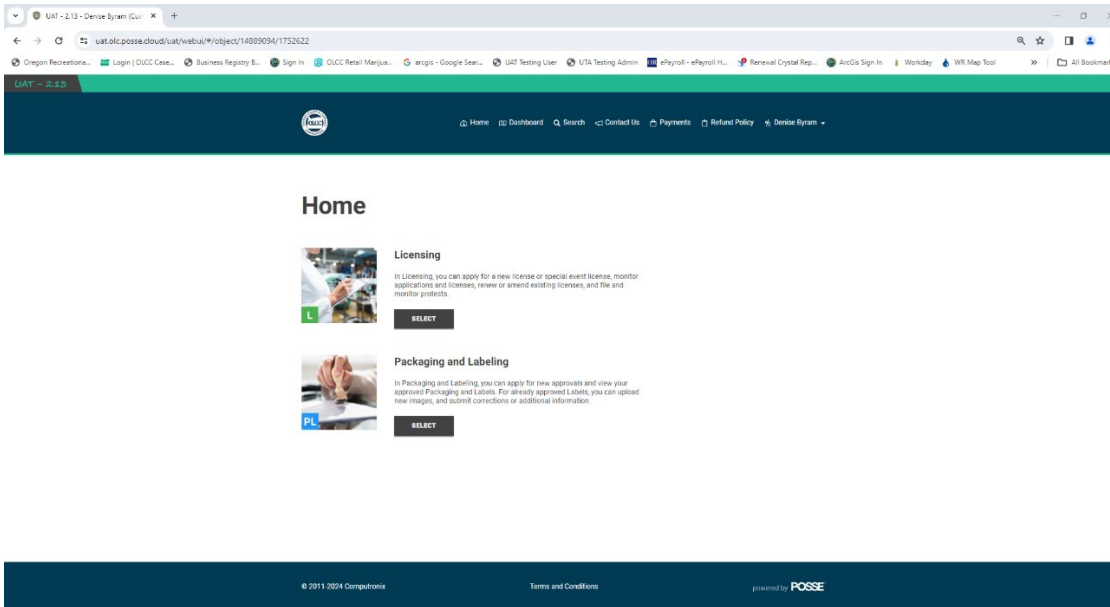 UAT - 2.13 - Denise Byram (Cus
uat.olc.posse.cloud/uat/webui/#/object/14889094/1752622
Oregon Recreationa... Login | OLCC Case... Business Registry B... Sign In OLCC Retail Marijua... arcgis - Google Sear... UAT Testing User UTA Testing Admin OR ePayroll - ePayroll H... Renewal Crystal Rep... ArcGis Sign In Workday WR Map Tool » All Bookmar
UAT - 2.13
OLCC Home Dashboard Search Contact Us Payments Refund Policy Denise Byram
Home
Licensing
In Licensing, you can apply for a new license or special event license, monitor
applications and licenses, renew or amend existing licenses, and file and
monitor protests.
L
SELECT
Packaging and Labeling
In Packaging and Labeling, you can apply for new approvals and view your
approved Packaging and Labels. For already approved Labels, you can upload
new images, and submit corrections or additional information.
PL
SELECT
© 2011-2024 Computronix Terms and Conditions powered by POSSE